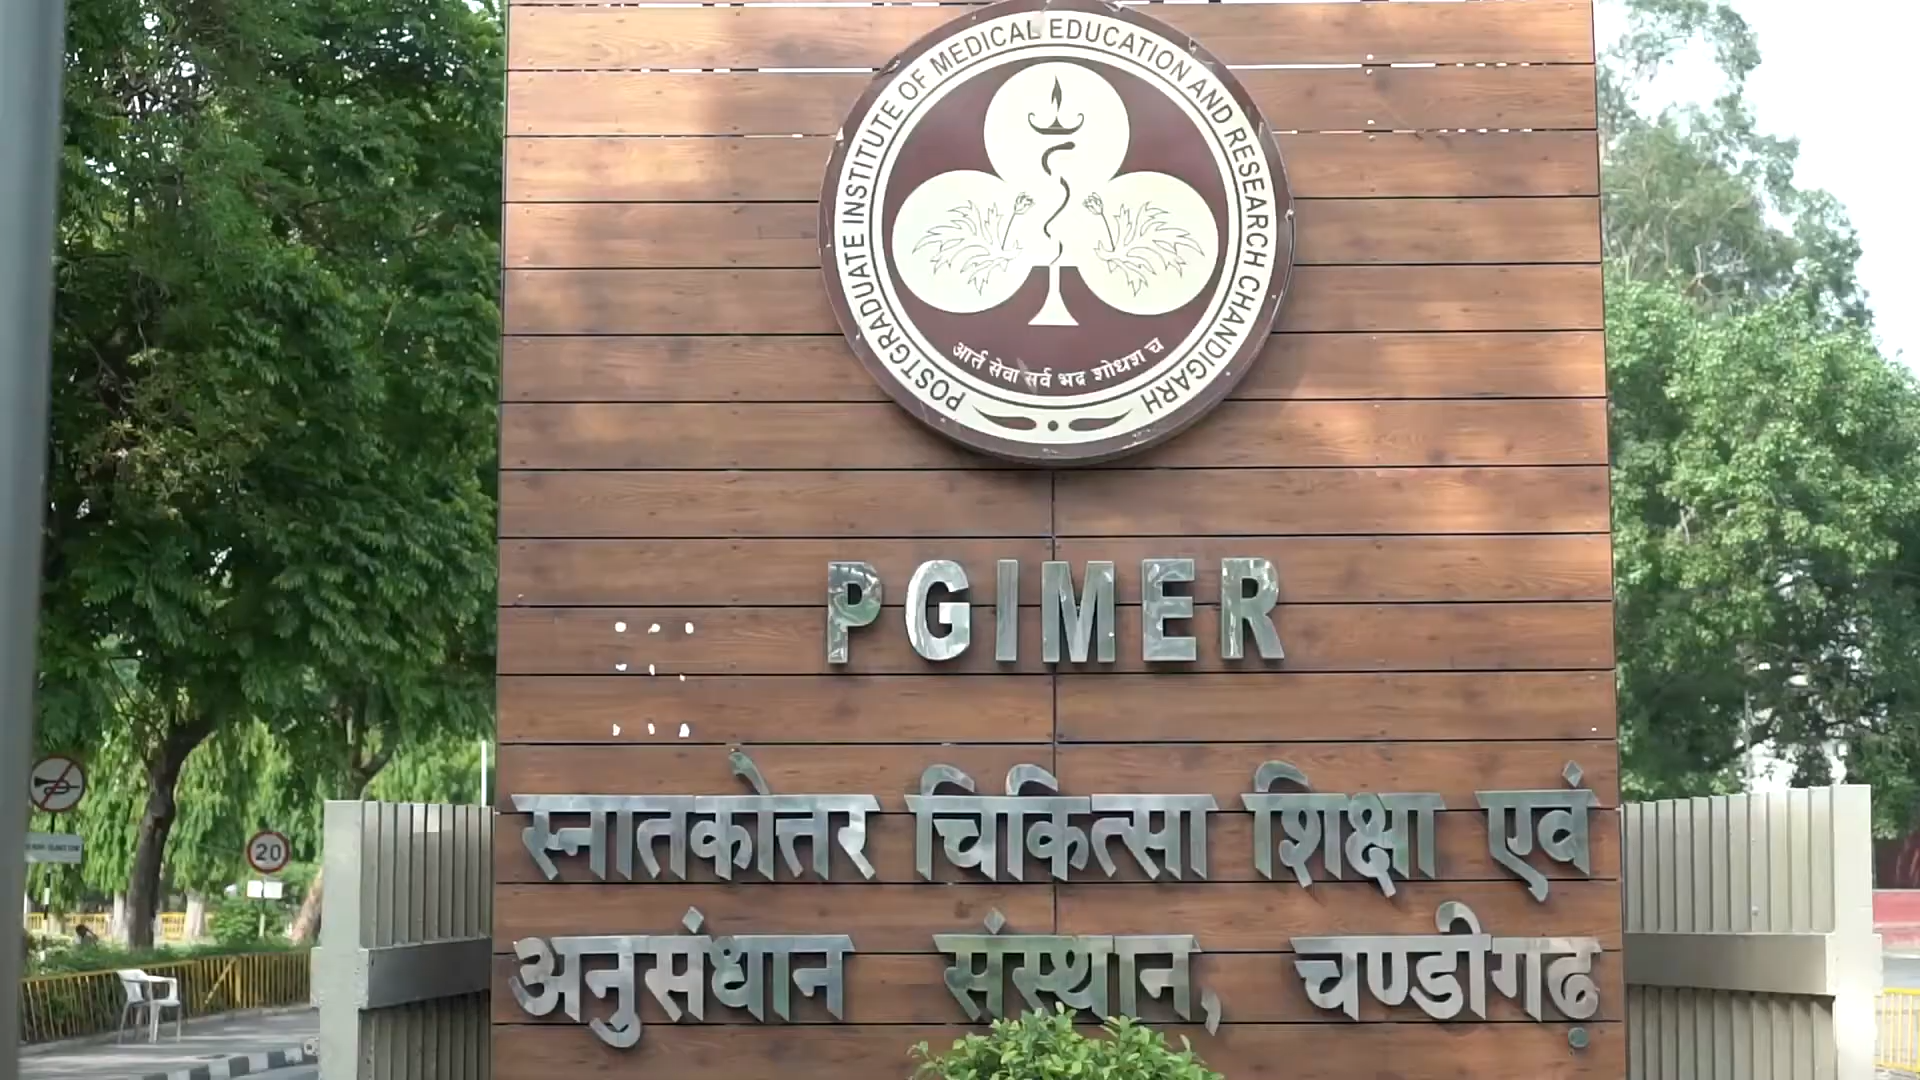 POSTGRADUATE INSTITUTE OF MEDICAL EDUCATION AND RESEARCH CHANDIGARH
आर्त सेवा सर्व भद्र शोधश च
PGIMER
स्नातकोत्तर चिकित्सा शिक्षा एवं
अनुसंधान संस्थान, चण्डीगढ़
20